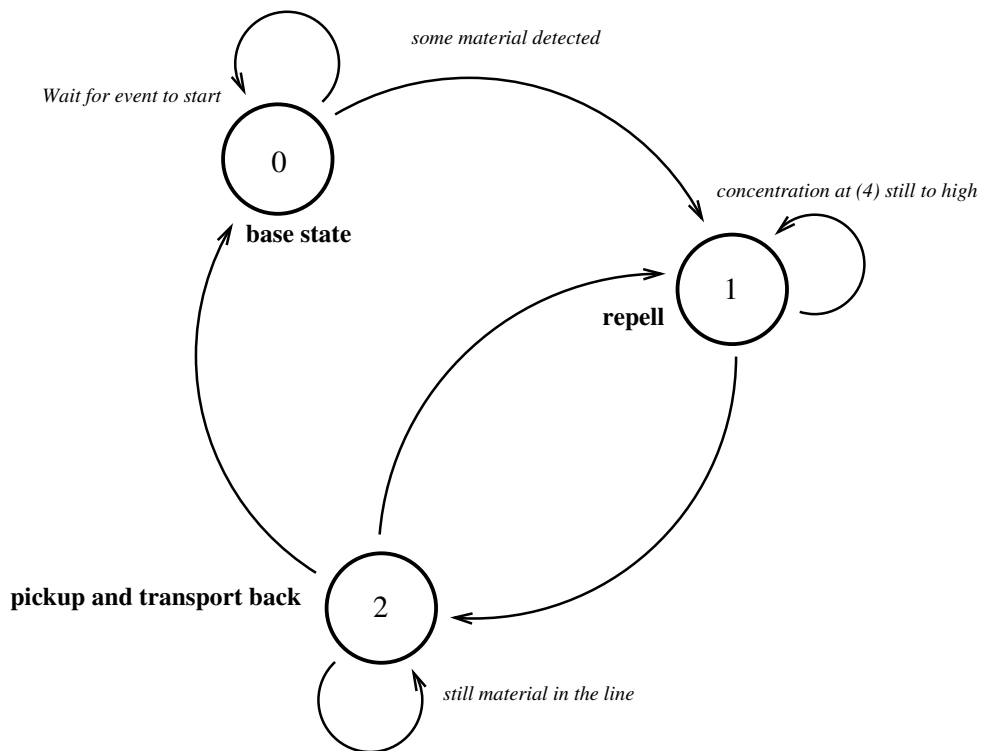 some material detected
Wait for event to start
0
base state
concentration at (4) still to high
1
repell
pickup and transport back
2
still material in the line